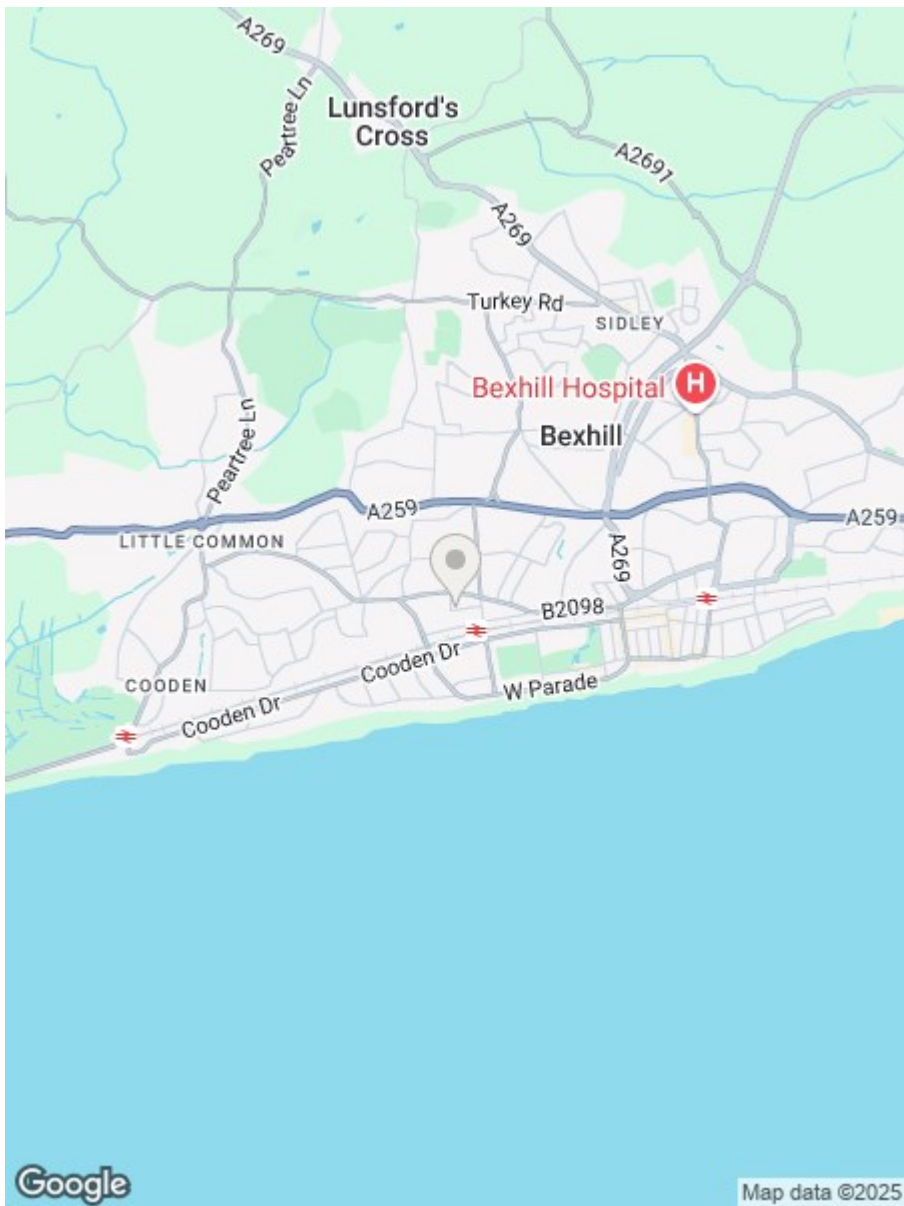 A269
Peartree Ln
Lunsford's
Cross
A2697
A269
Turkey Rd
SIDLEY
Bexhill Hospital
H
Bexhill
Peartree Ln
A259
A259
LITTLE COMMON
A269
B2098
Cooden Dr
W Parade
COODEN
Cooden Dr
Google
Map data ©2025